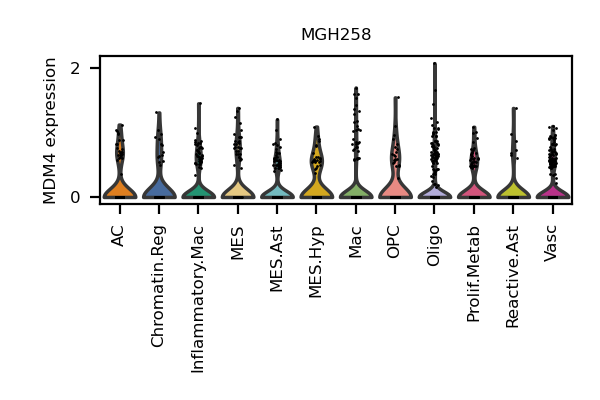 MGH258
MDM4 expression
2
0
AC
Chromatin.Reg
Inflammatory.Mac
MES
MES.Ast
MES.Hyp
Mac
OPC
Oligo
Prolif.Metab
Reactive.Ast
Vasc